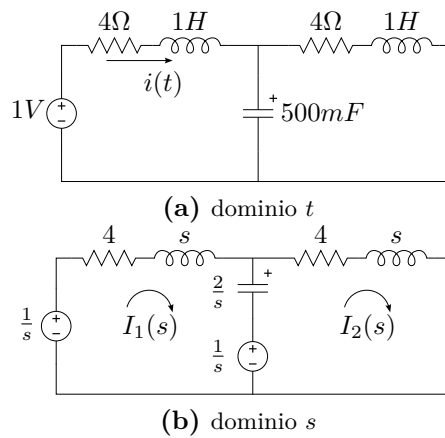 4Ω 1H 4Ω 1H
i(t)
1V + − + 500mF
(a) dominio t
4 s 4 s
2/s +
1/s + − I₁(s) 1/s + − I₂(s)
(b) dominio s